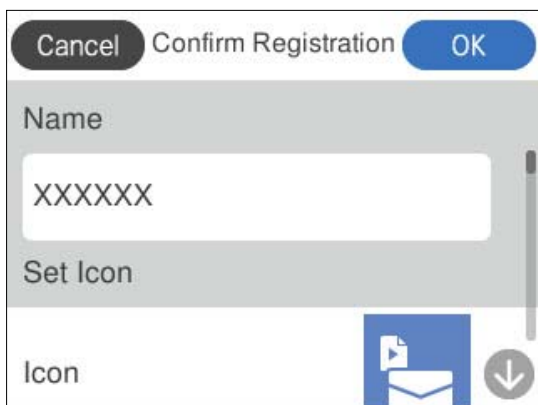 Cancel Confirm Registration OK
Name
XXXXXX
Set Icon
Icon